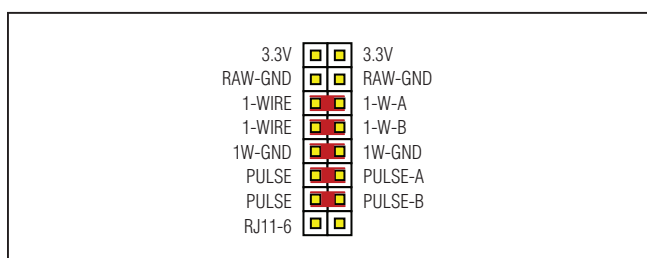 3.3V 3.3V
RAW-GND RAW-GND
1-WIRE 1-W-A
1-WIRE 1-W-B
1W-GND 1W-GND
PULSE PULSE-A
PULSE PULSE-B
RJ11-6